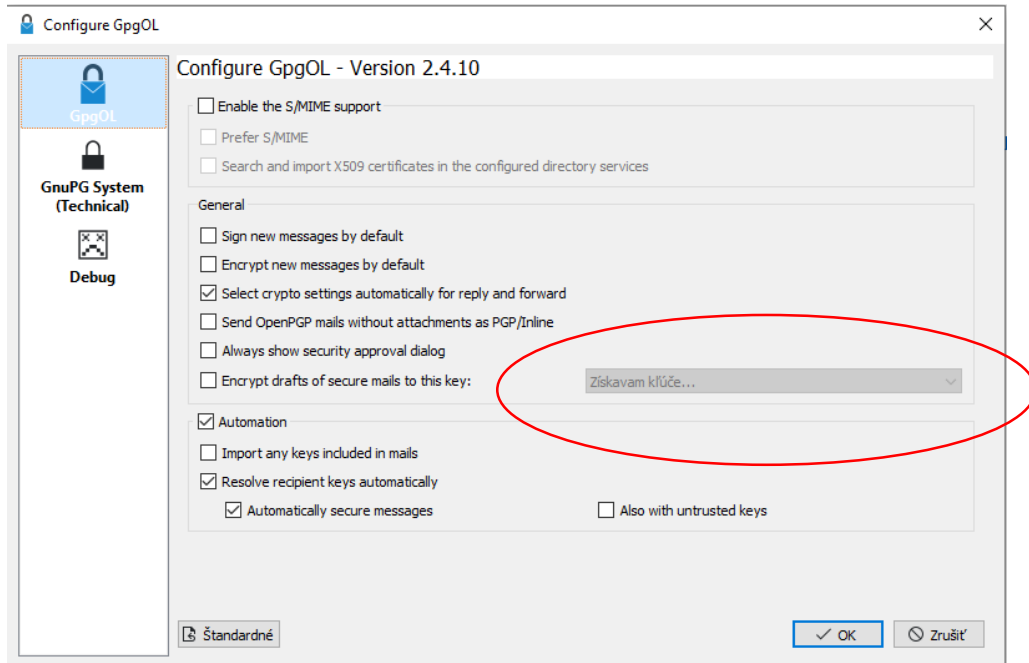 Configure GpgOL
GpgOL
GnuPG System
(Technical)
Debug
Configure GpgOL - Version 2.4.10
Enable the S/MIME support
Prefer S/MIME
Search and import X509 certificates in the configured directory services
General
Sign new messages by default
Encrypt new messages by default
Select crypto settings automatically for reply and forward
Send OpenPGP mails without attachments as PGP/Inline
Always show security approval dialog
Encrypt drafts of secure mails to this key: Získavam kľúče...
Automation
Import any keys included in mails
Resolve recipient keys automatically
Automatically secure messages Also with untrusted keys
Štandardné OK Zrušiť